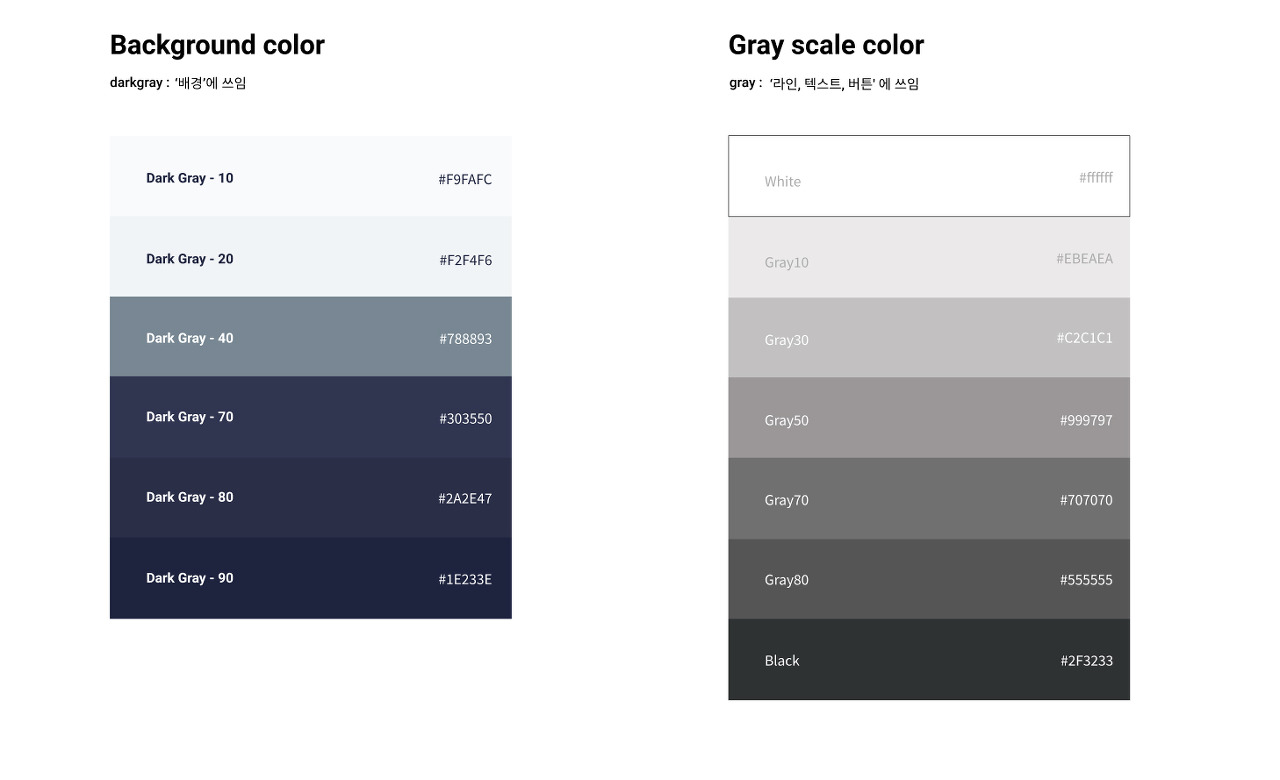 Background color
darkgray : '배경'에 쓰임
Dark Gray - 10 #F9FAFC
Dark Gray - 20 #F2F4F6
Dark Gray - 40 #788893
Dark Gray - 70 #303550
Dark Gray - 80 #2A2E47
Dark Gray - 90 #1E233E
Gray scale color
gray : '라인, 텍스트, 버튼' 에 쓰임
White #ffffff
Gray10 #EBEAEA
Gray30 #C2C1C1
Gray50 #999797
Gray70 #707070
Gray80 #555555
Black #2F3233